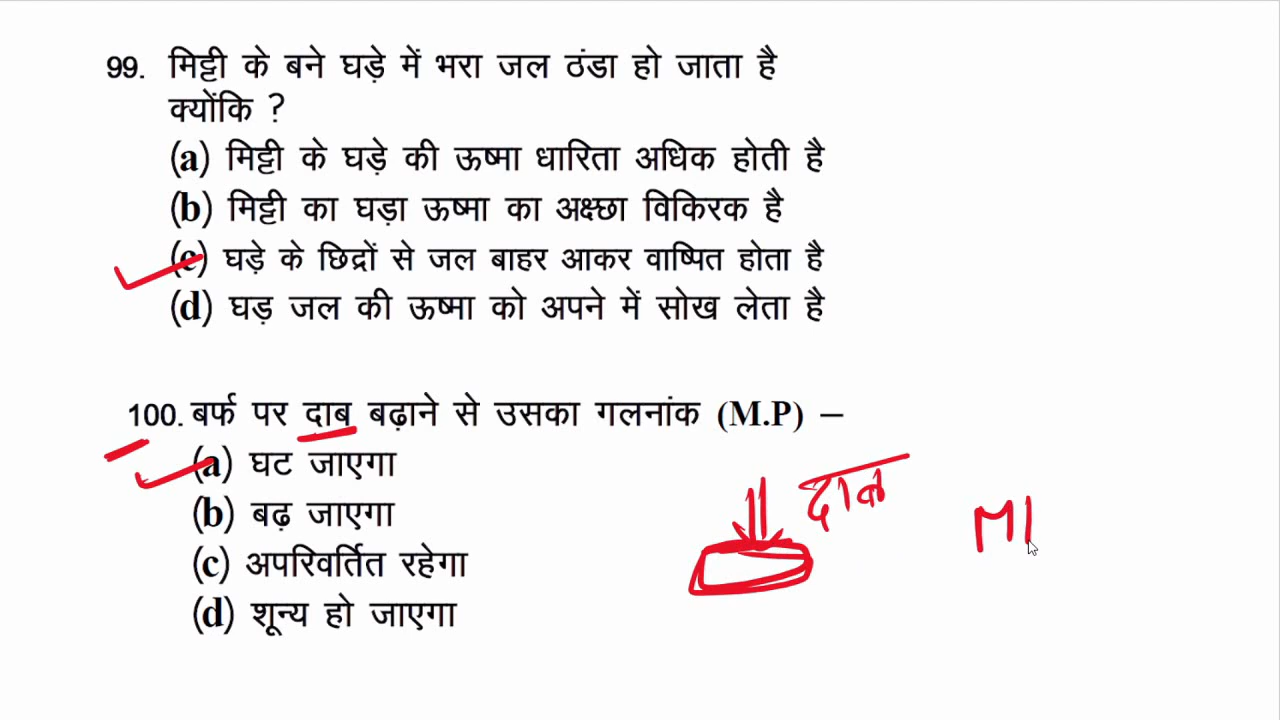 99. मिट्टी के बने घड़े में भरा जल ठंडा हो जाता है
क्योंकि ?
(a) मिट्टी के घड़े की ऊष्मा धारिता अधिक होती है
(b) मिट्टी का घड़ा ऊष्मा का अक्ष्छा विकिरक है
(c) घड़े के छिद्रों से जल बाहर आकर वाष्पित होता है
(d) घड़ जल की ऊष्मा को अपने में सोख लेता है
100. बर्फ पर दाब बढ़ाने से उसका गलनांक (M.P) –
(a) घट जाएगा
(b) बढ़ जाएगा
(c) अपरिवर्तित रहेगा
(d) शून्य हो जाएगा
दाब